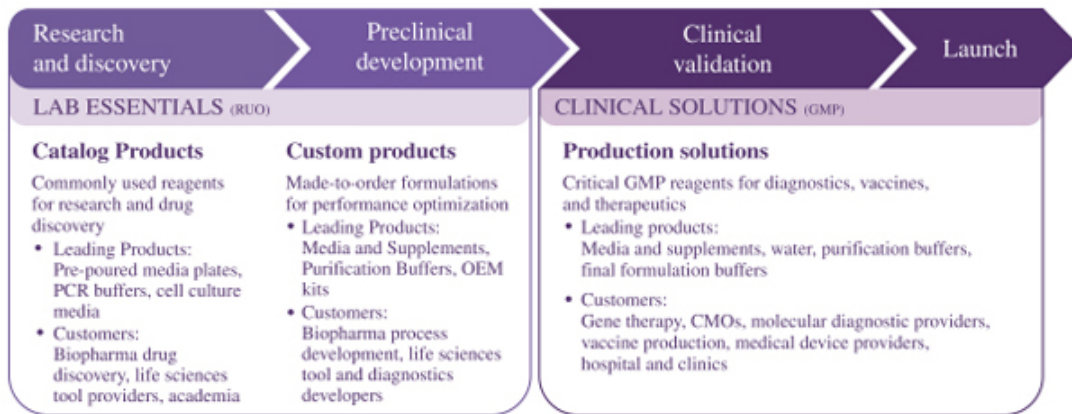 Research
and discovery
Preclinical
development
Clinical
validation
Launch
LAB ESSENTIALS (RUO)
CLINICAL SOLUTIONS (GMP)
Catalog Products
Commonly used reagents
for research and drug
discovery
• Leading Products:
Pre-poured media plates,
PCR buffers, cell culture
media
• Customers:
Biopharma drug
discovery, life sciences
tool providers, academia
Custom products
Made-to-order formulations
for performance optimization
• Leading Products:
Media and Supplements,
Purification Buffers, OEM
kits
• Customers:
Biopharma process
development, life sciences
tool and diagnostics
developers
Production solutions
Critical GMP reagents for diagnostics, vaccines,
and therapeutics
• Leading products:
Media and supplements, water, purification buffers,
final formulation buffers
• Customers:
Gene therapy, CMOs, molecular diagnostic providers,
vaccine production, medical device providers,
hospital and clinics